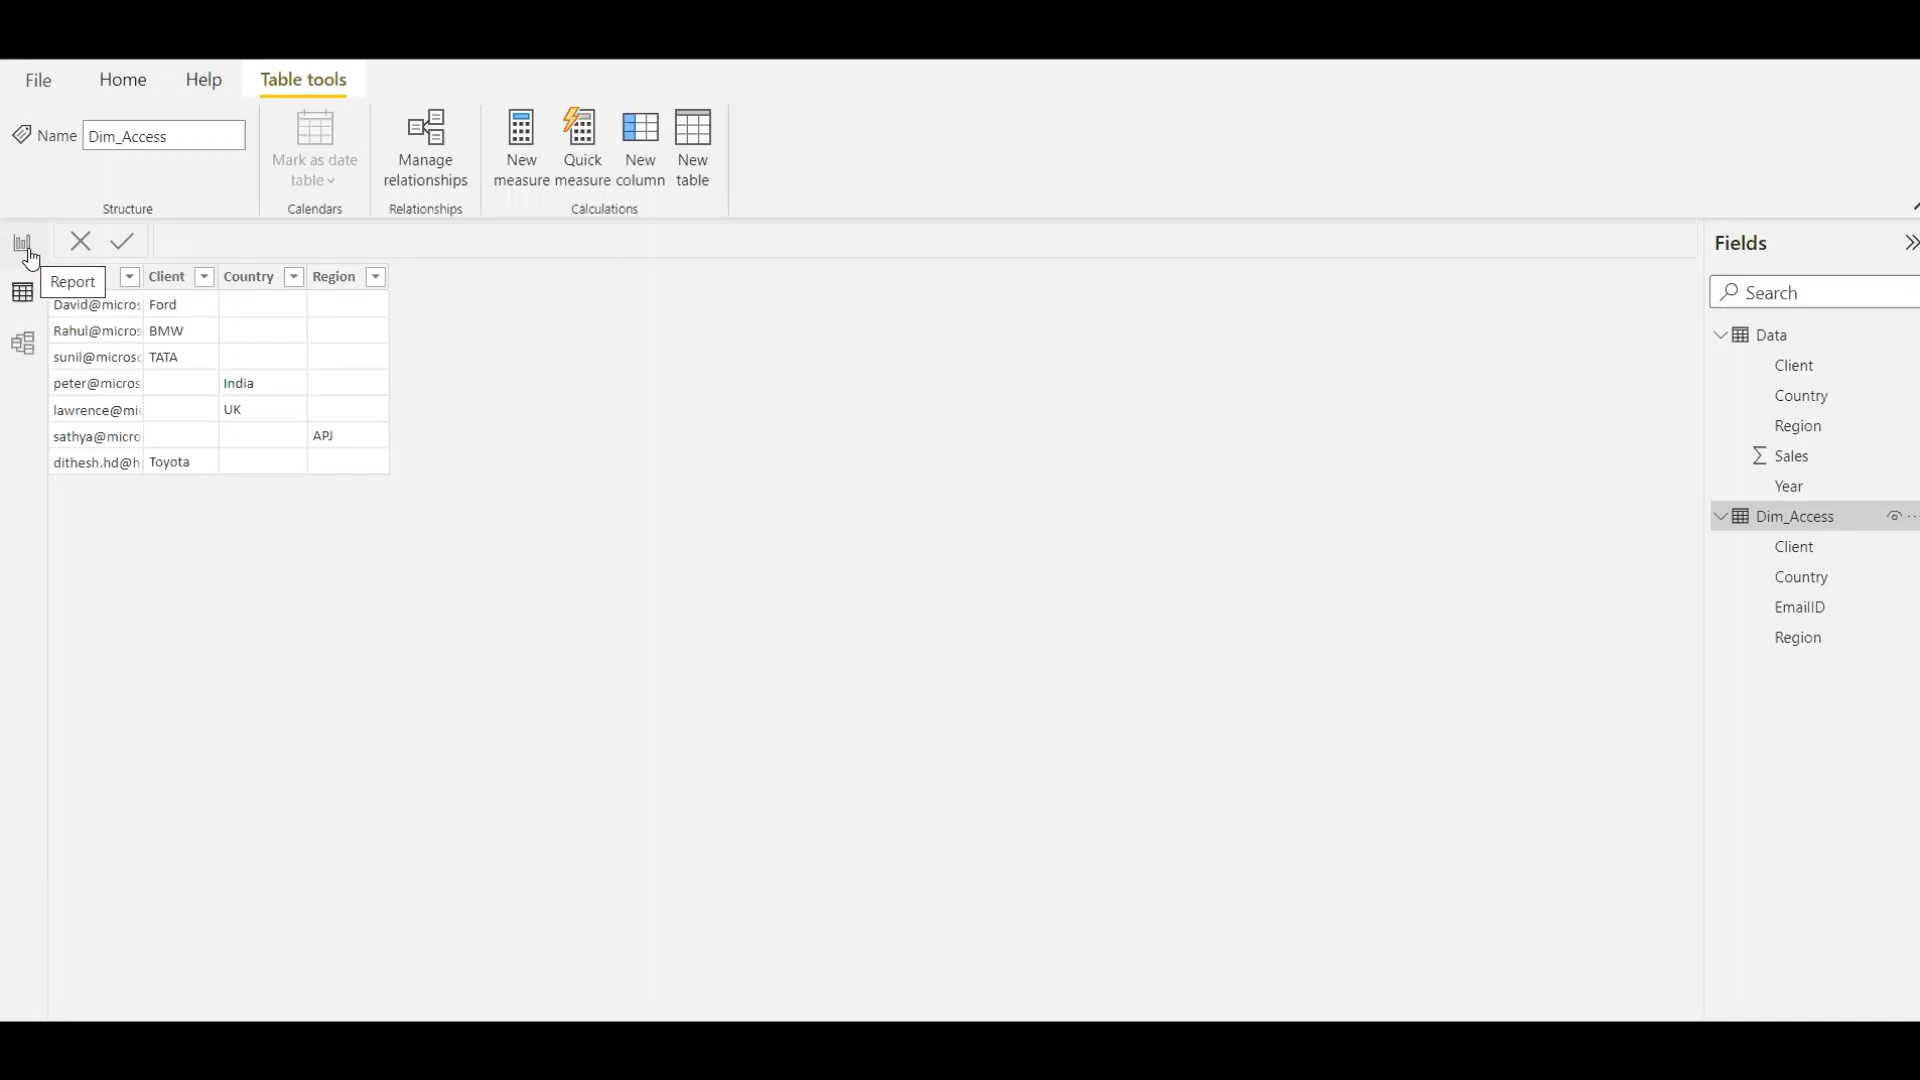 File Home Help Table tools
Name Dim_Access
Mark as date table
Manage relationships
New measure
Quick measure
New column
New table
Structure Calendars Relationships Calculations
Report
Client Country Region
David@micros Ford
Rahul@micros BMW
sunil@microsc TATA
peter@micros India
lawrence@mic UK
sathya@micro APJ
dithesh.hd@h Toyota
Fields
Search
Data
Client
Country
Region
Sales
Year
Dim_Access
Client
Country
EmailID
Region